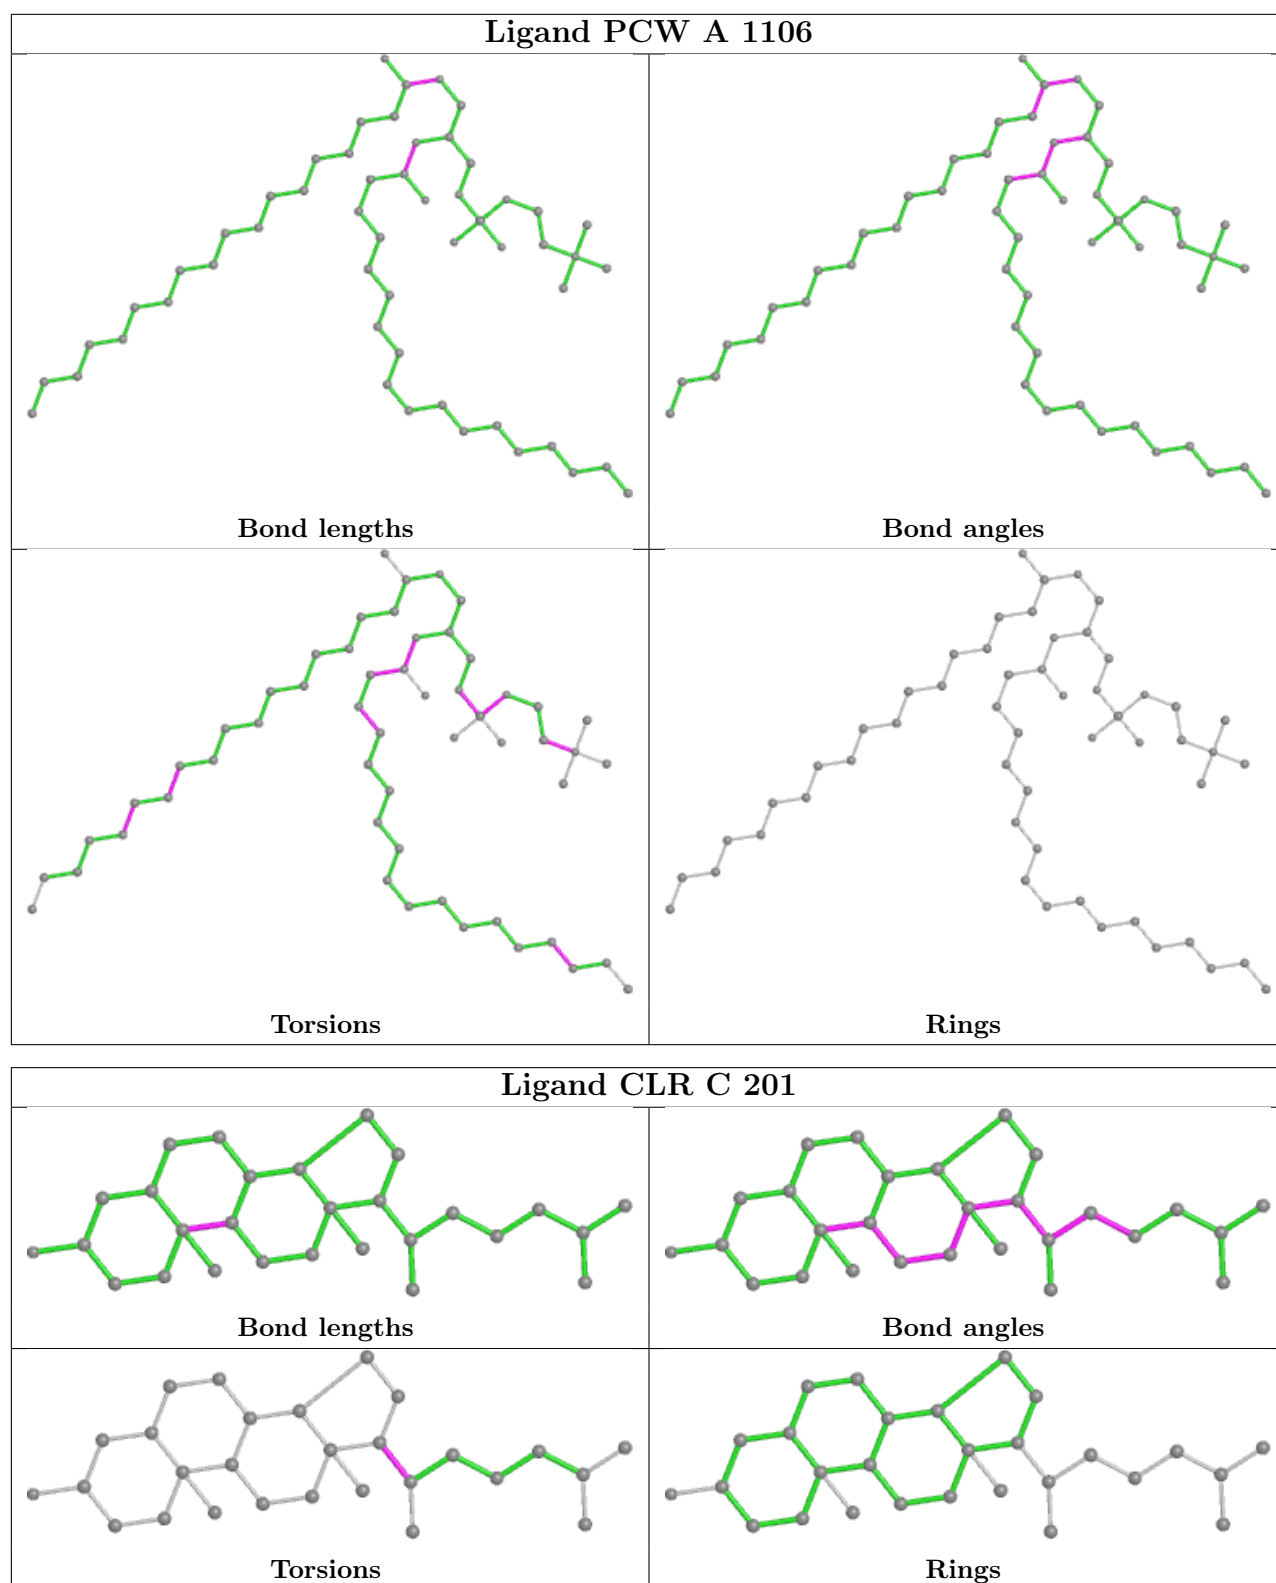 Ligand PCW A 1106
Bond lengths
Bond angles
Torsions
Rings
Ligand CLR C 201
Bond lengths
Bond angles
Torsions
Rings